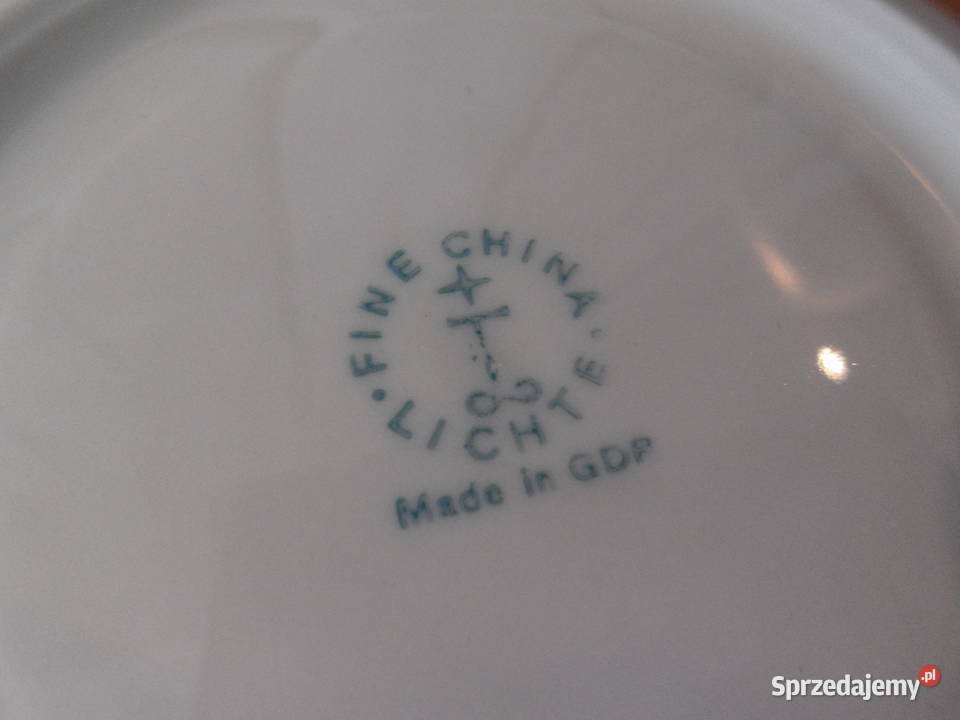 FINE CHINA
LICHTE
Made in GDR
Sprzedajemy.pl